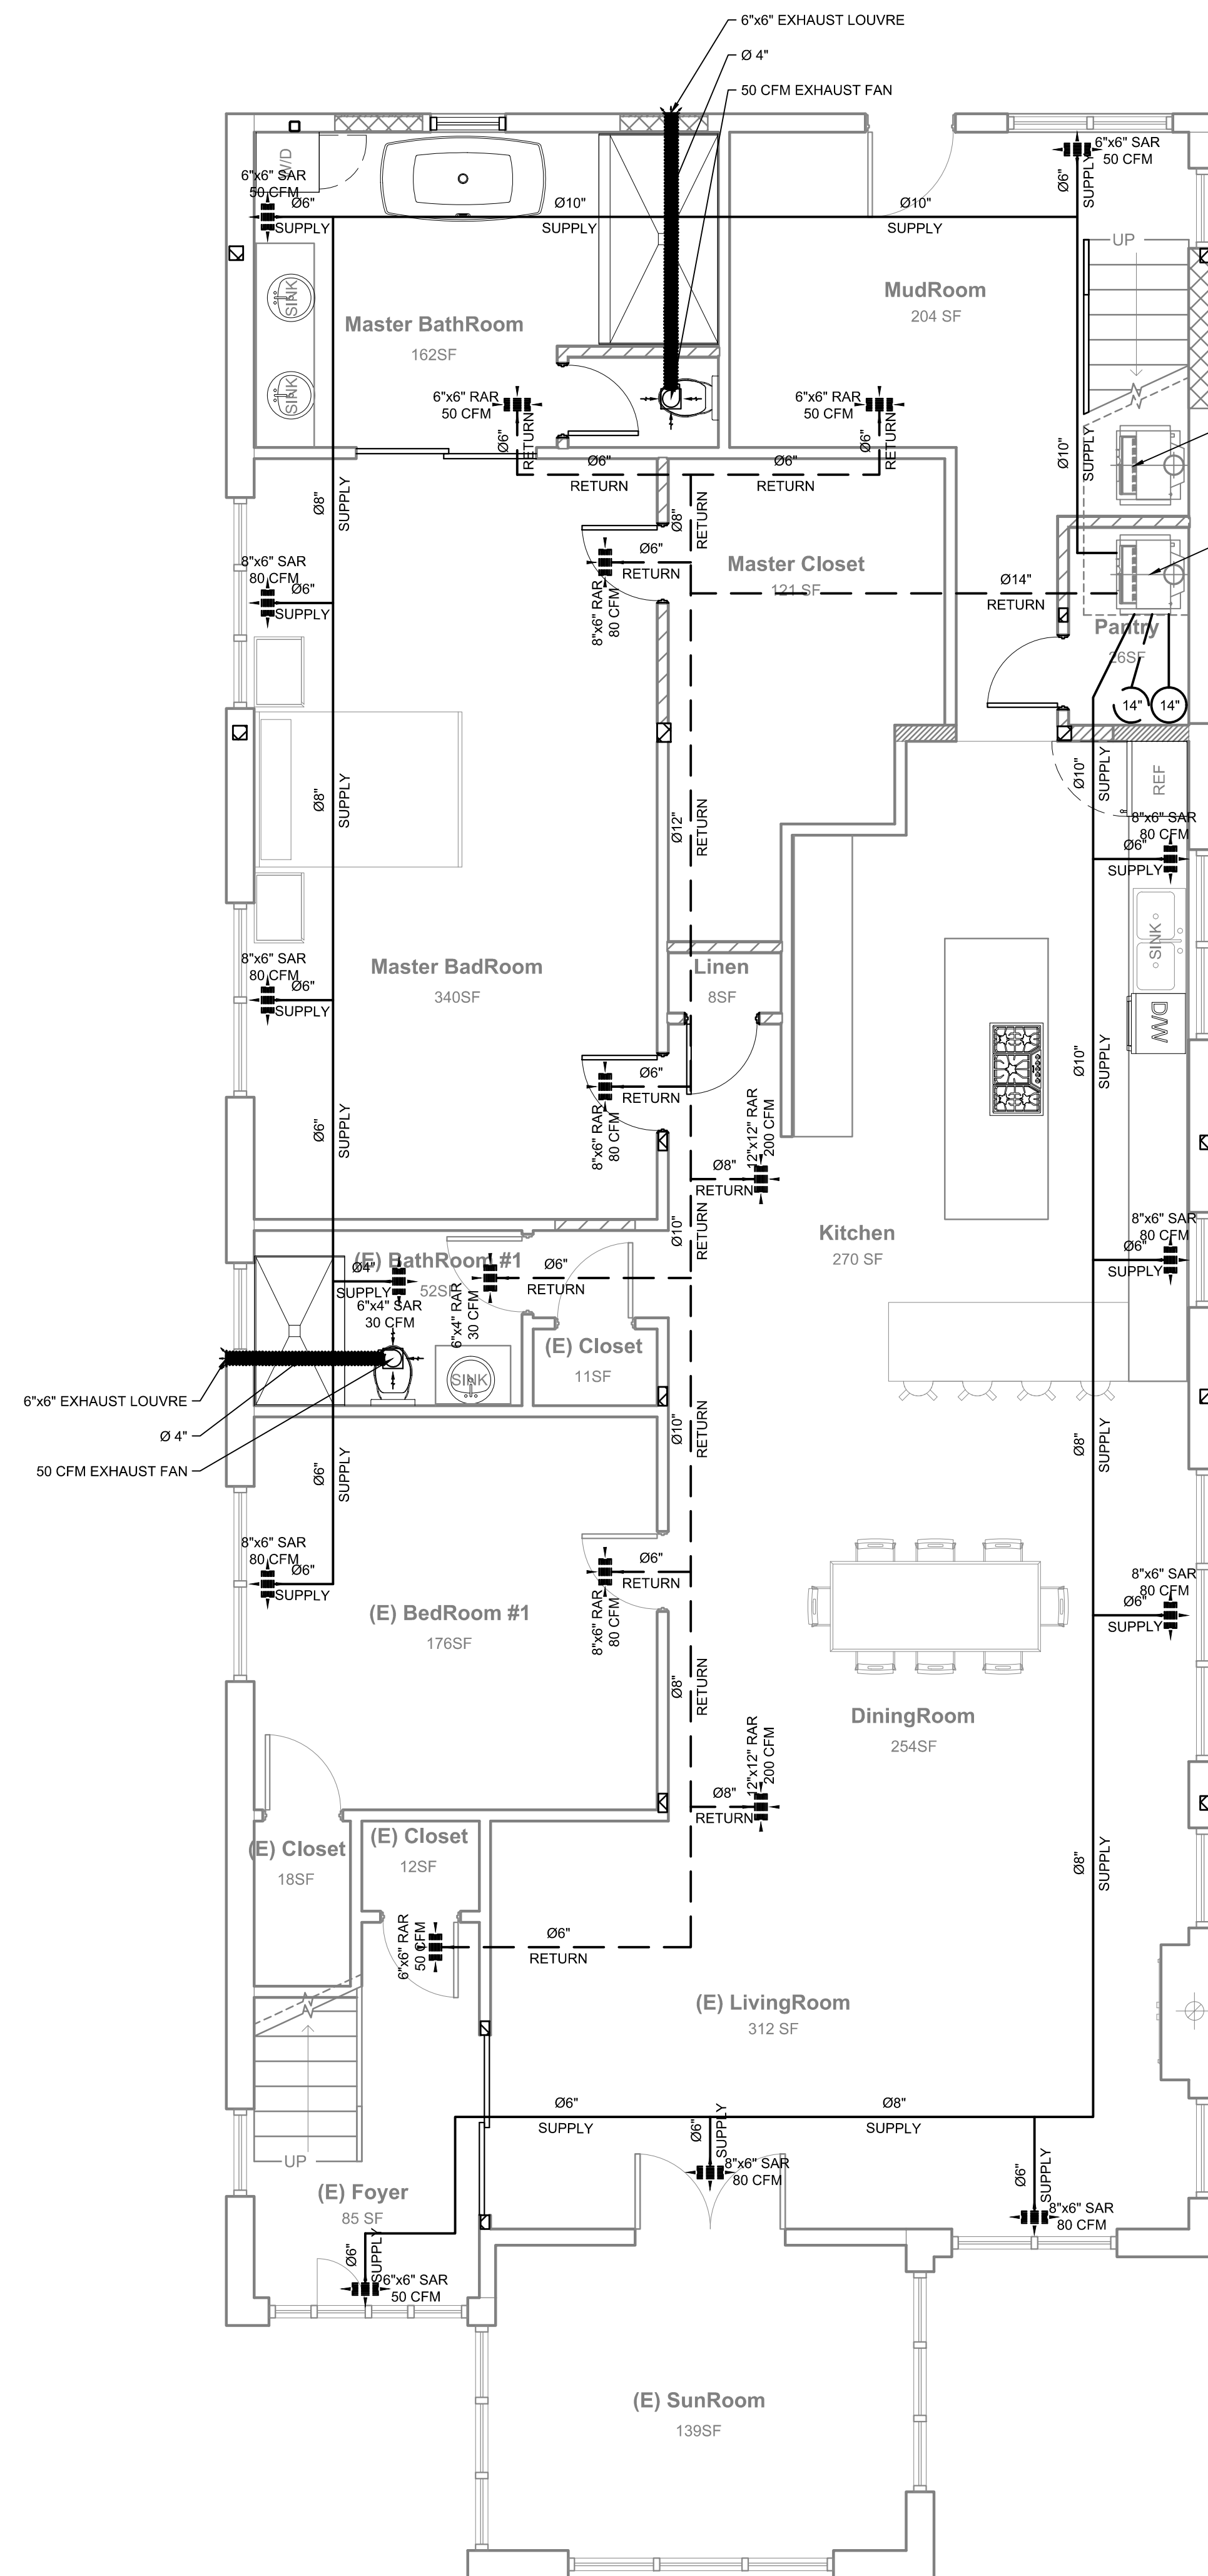 6"x6" EXHAUST LOUVRE
Ø 4"
50 CFM EXHAUST FAN
W/D
6"x6" SAR
50 CFM
Ø6"
SUPPLY
Ø10"
SUPPLY
Ø10"
SUPPLY
6"x6" SAR
50 CFM
Ø6"
SUPPLY
UP
SINK
SINK
Master BathRoom
162SF
MudRoom
204 SF
6"x6" RAR
50 CFM
Ø6"
RETURN
6"x6" RAR
50 CFM
Ø6"
RETURN
Ø6"
RETURN
Ø6"
RETURN
Ø10"
SUPPLY
Ø8"
SUPPLY
Ø8"
RETURN
8"x6" SAR
80 CFM
Ø6"
SUPPLY
Ø6"
RETURN
8"x6" RAR
80 CFM
Master Closet
121 SF
Ø14"
RETURN
Pantry
26SF
14"
14"
Ø8"
SUPPLY
Ø12"
RETURN
Ø10"
SUPPLY
REF
8"x6" SAR
80 CFM
Ø6"
SUPPLY
SINK
DW
Master BadRoom
340SF
8"x6" SAR
80 CFM
Ø6"
SUPPLY
Linen
8SF
Ø10"
SUPPLY
Ø6"
SUPPLY
Ø6"
RETURN
8"x6" RAR
80 CFM
12"x12" RAR
200 CFM
Ø8"
RETURN
Ø10"
RETURN
Kitchen
270 SF
8"x6" SAR
80 CFM
Ø6"
SUPPLY
(E) BathRoom #1
52SF
Ø4"
SUPPLY
6"x4" SAR
30 CFM
6"x4" RAR
30 CFM
Ø6"
RETURN
(E) Closet
11SF
SINK
6"x6" EXHAUST LOUVRE
Ø 4"
50 CFM EXHAUST FAN
Ø6"
SUPPLY
Ø10"
RETURN
Ø8"
SUPPLY
8"x6" SAR
80 CFM
Ø6"
SUPPLY
Ø6"
RETURN
8"x6" RAR
80 CFM
8"x6" SAR
80 CFM
Ø6"
SUPPLY
(E) BedRoom #1
176SF
Ø8"
RETURN
DiningRoom
254SF
12"x12" RAR
200 CFM
Ø8"
RETURN
(E) Closet
18SF
(E) Closet
12SF
Ø8"
SUPPLY
6"x6" RAR
50 CFM
Ø6"
RETURN
(E) LivingRoom
312 SF
Ø6"
SUPPLY
Ø8"
SUPPLY
Ø6"
SUPPLY
8"x6" SAR
80 CFM
Ø6"
SUPPLY
8"x6" SAR
80 CFM
UP
(E) Foyer
85 SF
Ø6"
SUPPLY
6"x6" SAR
50 CFM
(E) SunRoom
139SF